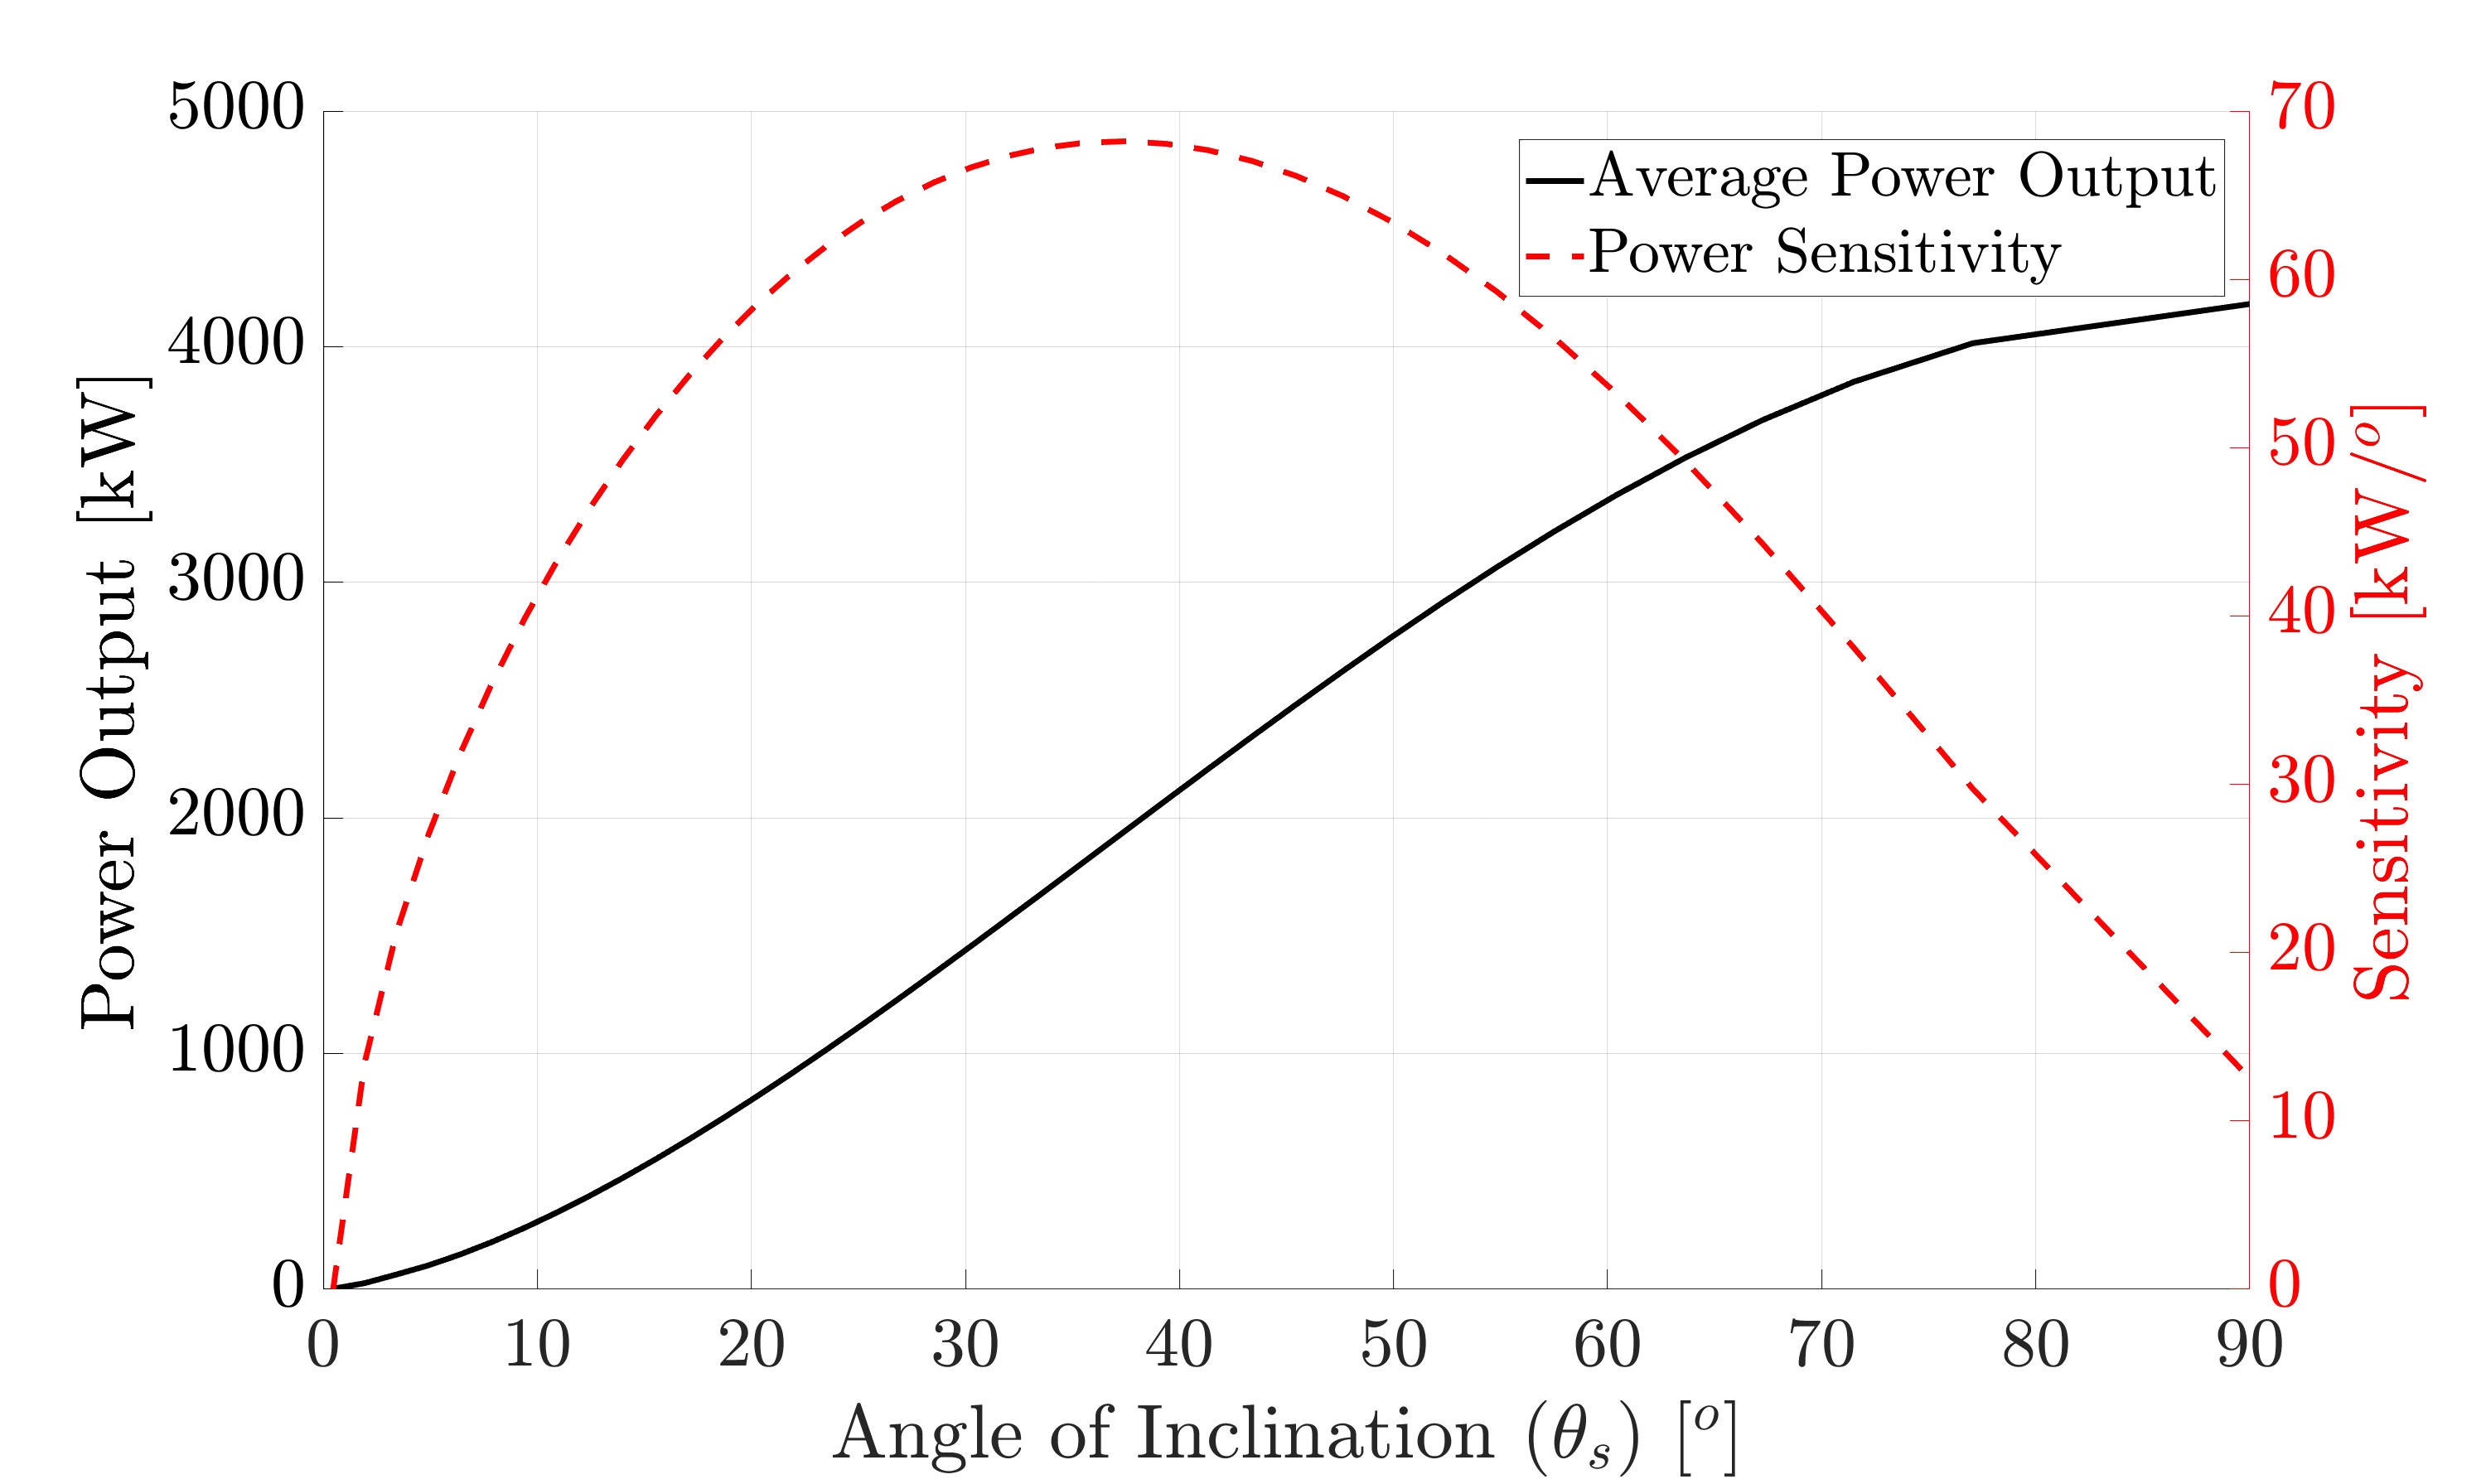 5000
4000
3000
2000
1000
0
Power Output [kW]
70
60
50
40
30
20
10
0
Sensitivity [kW/°]
Average Power Output
Power Sensitivity
0 10 20 30 40 50 60 70 80 90
Angle of Inclination (θs) [°]